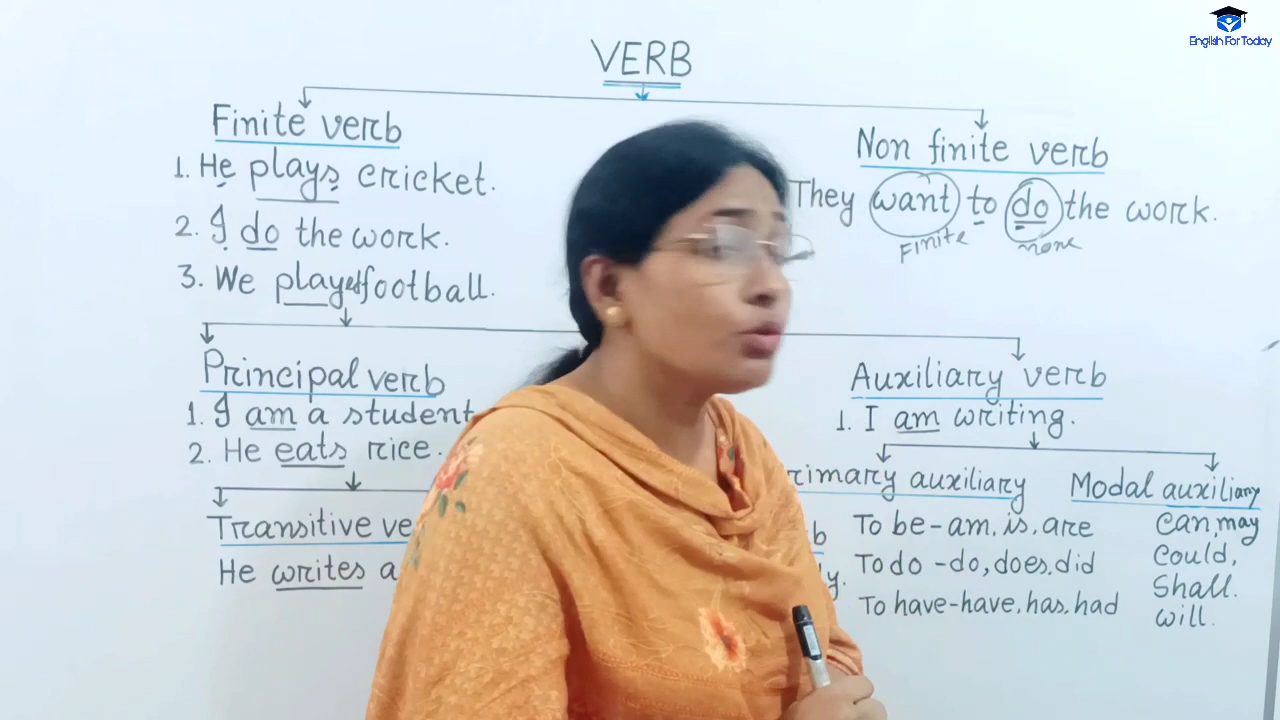 English For Today
VERB
Finite verb
1. He plays cricket.
2. I do the work.
3. We played football.
Non finite verb
They want to do the work.
Finite none
Principal verb
1. I am a student
2. He eats rice.
Auxiliary verb
1. I am writing.
Transitive ve
He writes a
rimary auxiliary
To be - am, is, are
To do - do, does, did
To have - have, has, had
Modal auxiliary
Can, may
Could,
Shall.
will.